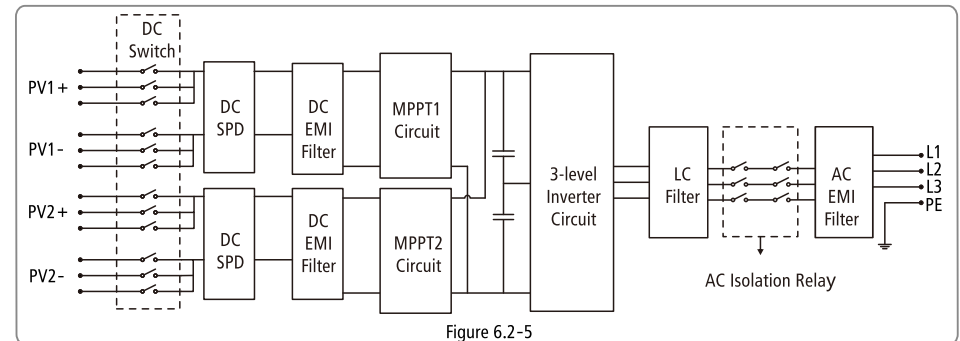 DC
Switch
PV1+
PV1-
PV2+
PV2-
DC
SPD
DC
EMI
Filter
MPPT1
Circuit
DC
SPD
DC
EMI
Filter
MPPT2
Circuit
3-level
Inverter
Circuit
LC
Filter
AC
EMI
Filter
L1
L2
L3
PE
AC Isolation Relay
Figure 6.2-5